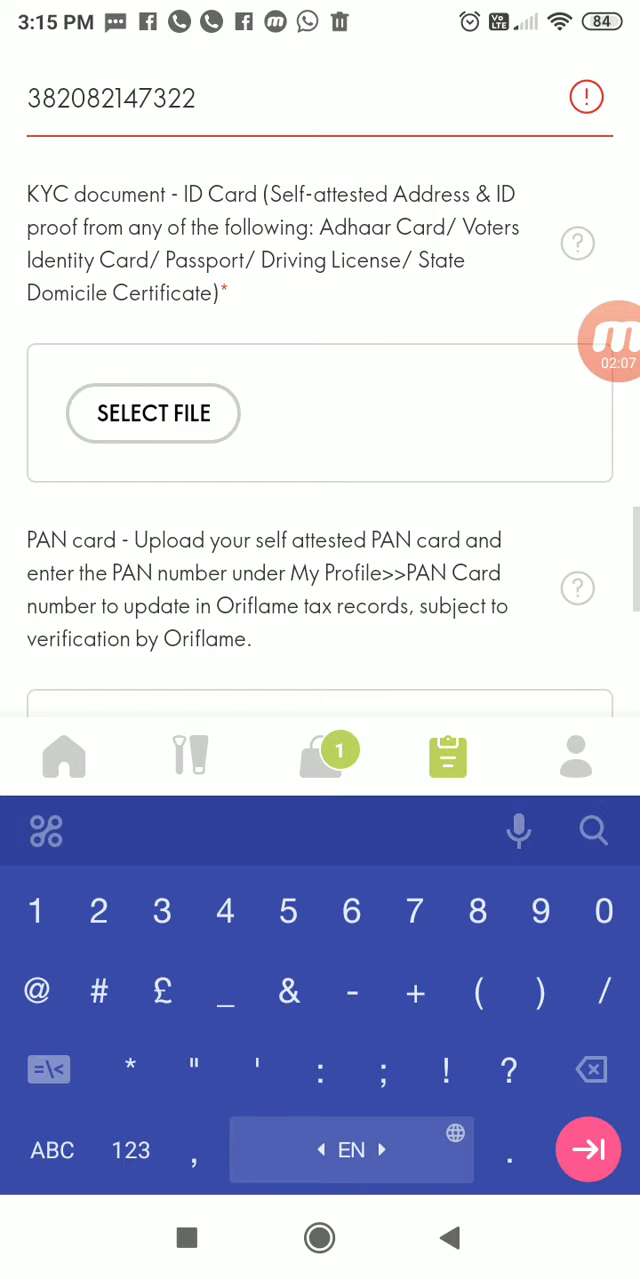 3:15 PM
Vo LTE
84
382082147322
!
KYC document - ID Card (Self-attested Address & ID
proof from any of the following: Adhaar Card/ Voters
Identity Card/ Passport/ Driving License/ State
Domicile Certificate)*
?
m
02:07
SELECT FILE
PAN card - Upload your self attested PAN card and
enter the PAN number under My Profile>>PAN Card
number to update in Oriflame tax records, subject to
verification by Oriflame.
?
1
1 2 3 4 5 6 7 8 9 0
@ # £ _ & - + ( ) /
=\< * " ' : ; ! ?
ABC 123 , EN .